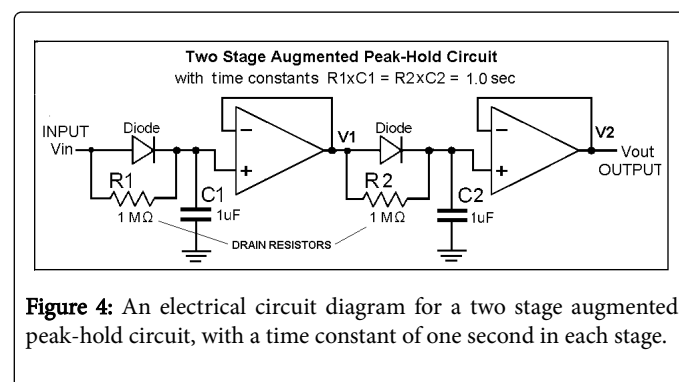 Two Stage Augmented Peak-Hold Circuit
with time constants R1xC1 = R2xC2 = 1.0 sec
INPUT
Vin
Diode
R1
1 MΩ
C1
1uF
−
+
V1
Diode
R2
1 MΩ
C2
1uF
−
+
V2
Vout
OUTPUT
DRAIN RESISTORS
Figure 4: An electrical circuit diagram for a two stage augmented
peak-hold circuit, with a time constant of one second in each stage.